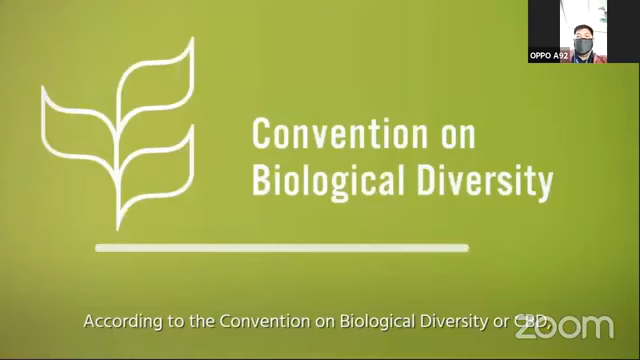 OPPO A92
Convention on
Biological Diversity
According to the Convention on Biological Diversity or CBD,
zoom